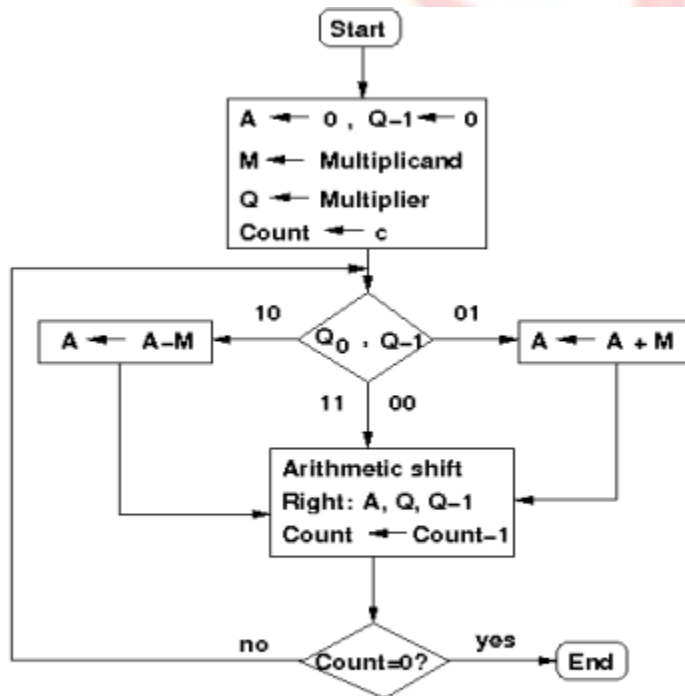 Start
A ← 0 , Q-1 ← 0
M ← Multiplicand
Q ← Multiplier
Count ← c
10
01
A ← A-M
Q0 , Q-1
A ← A + M
11 00
Arithmetic shift
Right: A, Q, Q-1
Count ← Count-1
no
yes
Count=0?
End